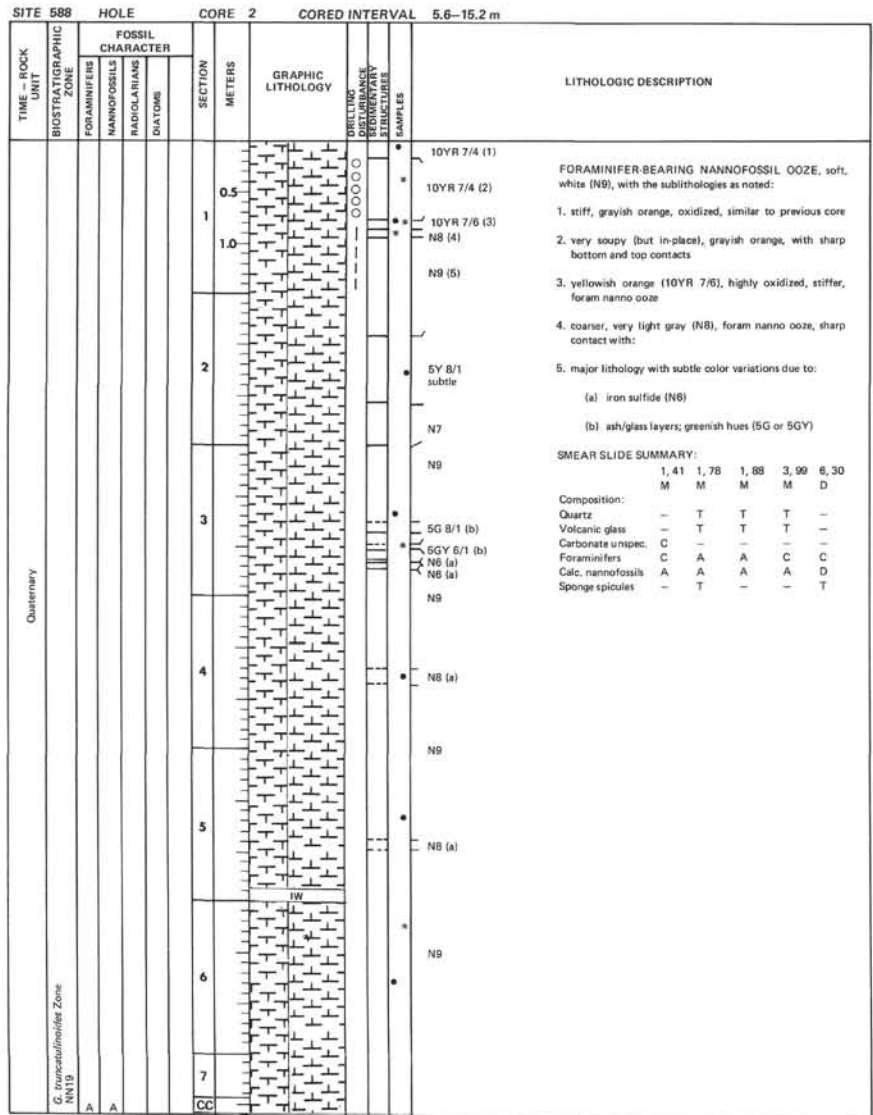 SITE 588 HOLE CORE 2 CORED INTERVAL 5.6–15.2 m
TIME – ROCK UNIT
BIOSTRATIGRAPHIC ZONE
FOSSIL CHARACTER
FORAMINIFERS
NANNOFOSSILS
RADIOLARIANS
DIATOMS
SECTION
METERS
GRAPHIC LITHOLOGY
DRILLING DISTURBANCE
SEDIMENTARY STRUCTURES
SAMPLES
LITHOLOGIC DESCRIPTION
Quaternary
G. truncatulinoides Zone
NN19
A A
1
0.5
1.0
2
3
4
5
IW
6
7
CC
10YR 7/4 (1)
10YR 7/4 (2)
10YR 7/6 (3)
N8 (4)
N9 (5)
5Y 8/1
subtle
N7
N9
5G 8/1 (b)
5GY 6/1 (b)
N6 (a)
N6 (a)
N9
N8 (a)
N9
N8 (a)
N9
FORAMINIFER-BEARING NANNOFOSSIL OOZE, soft,
white (N9), with the sublithologies as noted:
1. stiff, grayish orange, oxidized, similar to previous core
2. very soupy (but in-place), grayish orange, with sharp
bottom and top contacts
3. yellowish orange (10YR 7/6), highly oxidized, stiffer,
foram nanno ooze
4. coarser, very light gray (N8), foram nanno ooze, sharp
contact with:
5. major lithology with subtle color variations due to:
(a) iron sulfide (N6)
(b) ash/glass layers; greenish hues (5G or 5GY)
SMEAR SLIDE SUMMARY:
1, 41 1, 78 1, 88 3, 99 6, 30
M M M M D
Composition:
Quartz – T T T –
Volcanic glass – T T T –
Carbonate unspec. C – – – –
Foraminifers C A A C C
Calc. nannofossils A A A A D
Sponge spicules – T – – T